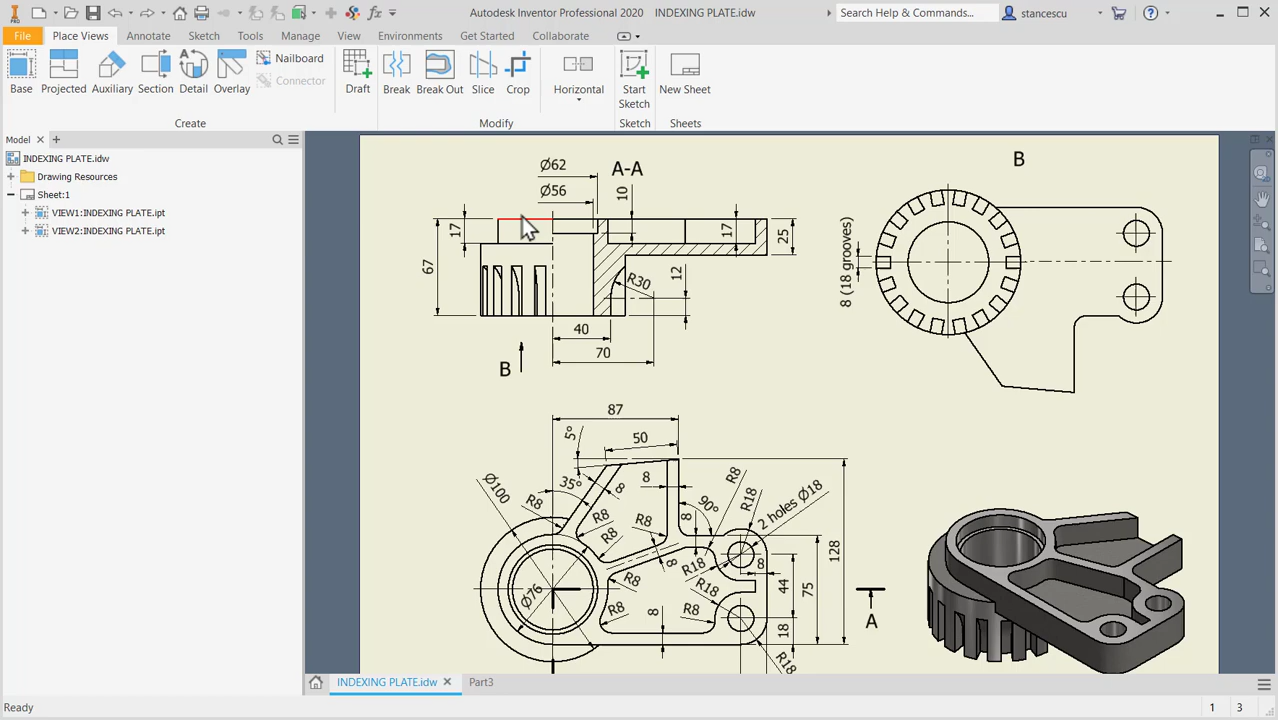 Autodesk Inventor Professional 2020 INDEXING PLATE.idw
Search Help & Commands...
stancescu
PRO
File Place Views Annotate Sketch Tools Manage View Environments Get Started Collaborate
Base Projected Auxiliary Section Detail Overlay
Nailboard
Connector
Draft
Break Break Out Slice Crop
Horizontal
Start
Sketch
New Sheet
Create Modify Sketch Sheets
Model
INDEXING PLATE.idw
Drawing Resources
Sheet:1
VIEW1:INDEXING PLATE.ipt
VIEW2:INDEXING PLATE.ipt
Ø62
A-A
Ø56
10
17
17
25
67
12
R30
40
70
B
B
8 (18 grooves)
87
5°
50
35°
8
8
R8
R18
90°
2 holes Ø18
Ø100
R8
R8
R8
R8
8
8
R18
R18
8
R8
Ø76
R8
8
R8
44
75
128
18
R18
A
INDEXING PLATE.idw
Part3
Ready
1 3